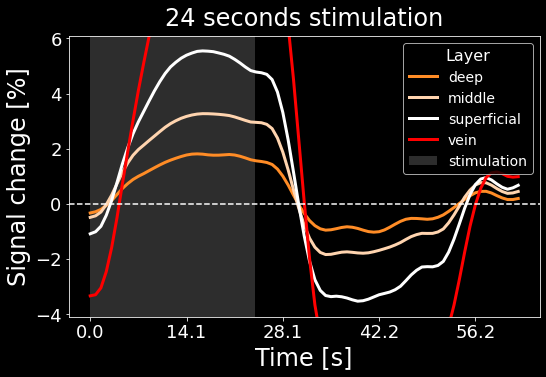 24 seconds stimulation
Signal change [%]
6
4
2
0
−2
−4
Layer
deep
middle
superficial
vein
stimulation
0.0 14.1 28.1 42.2 56.2
Time [s]